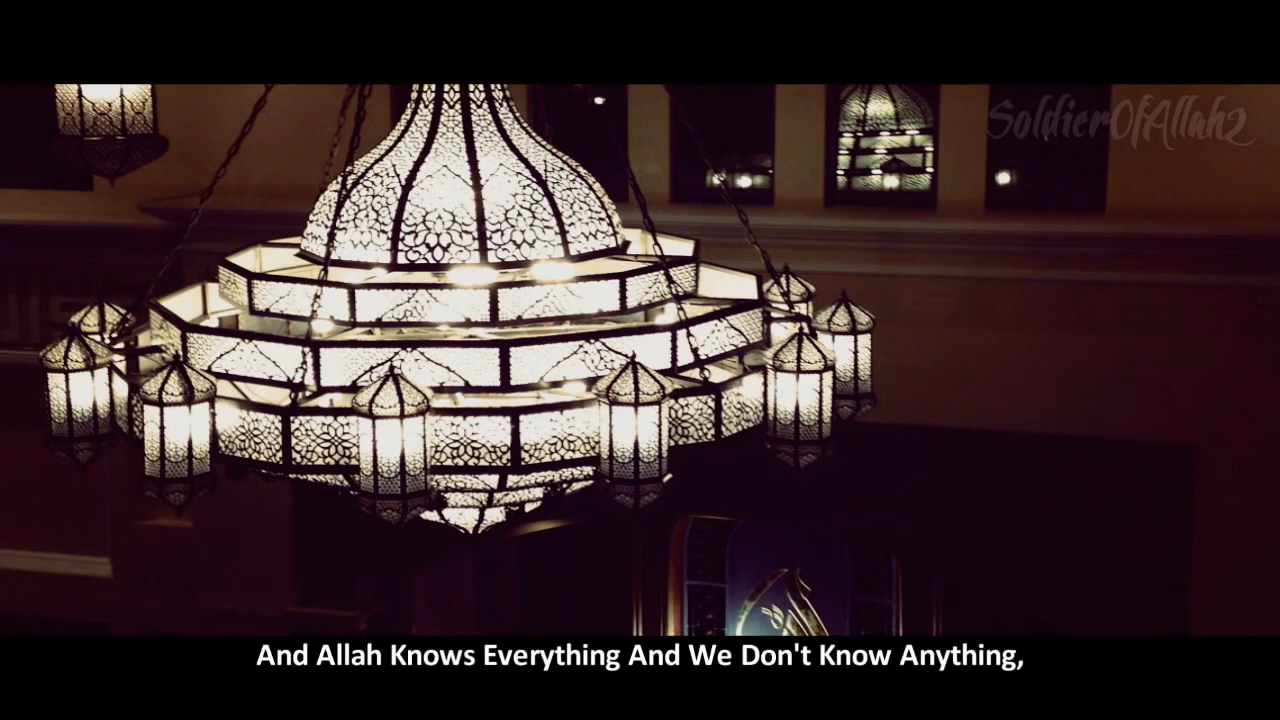 SoldierOfAllah2
And Allah Knows Everything And We Don't Know Anything,